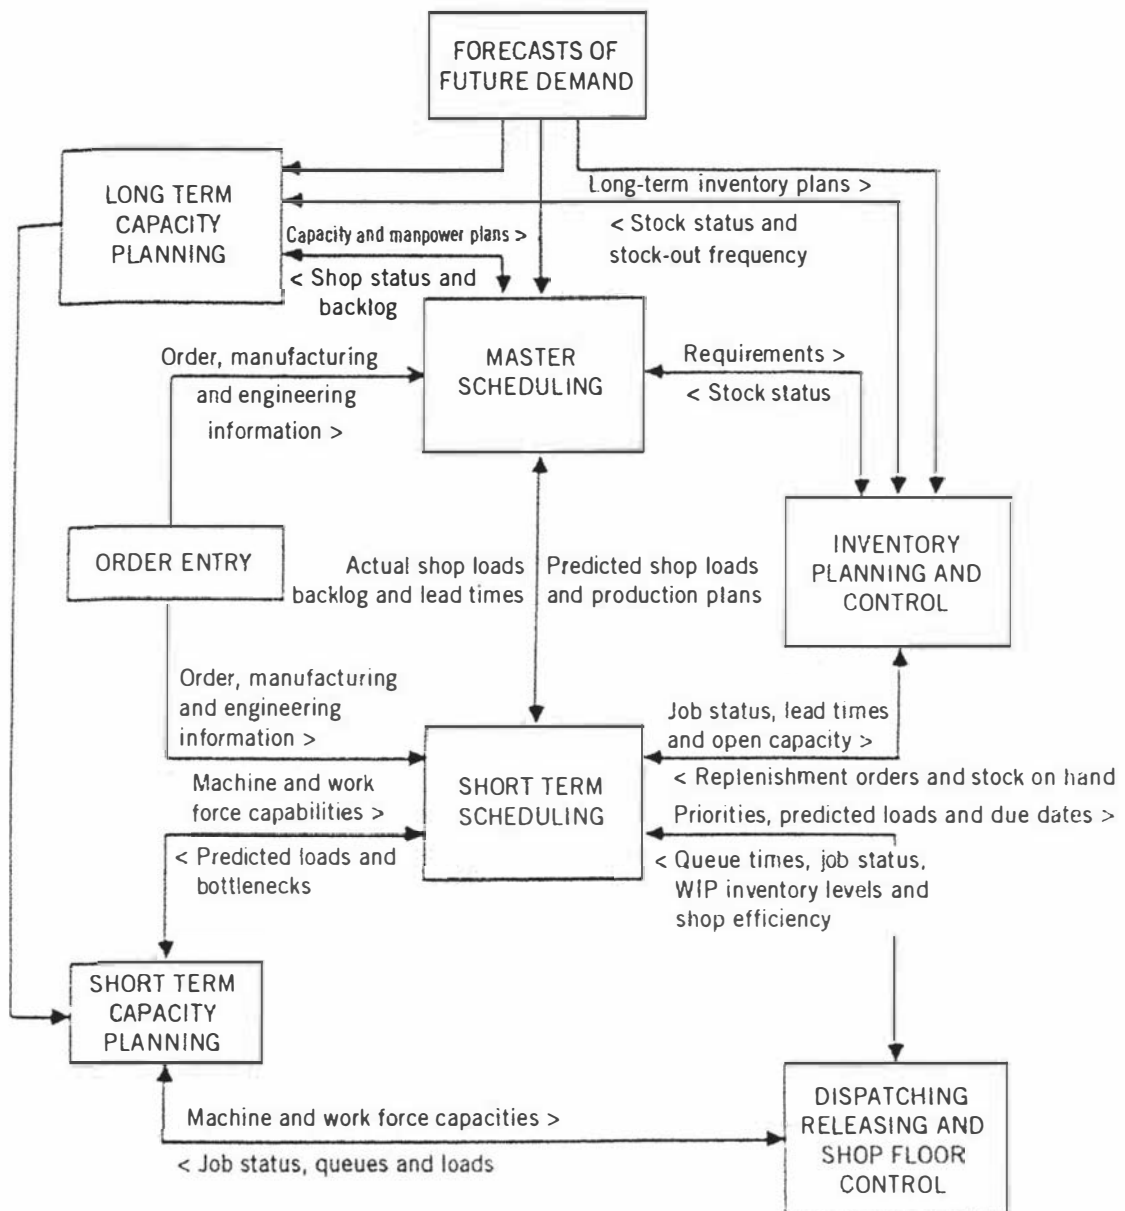 FORECASTS OF
FUTURE DEMAND
LONG TERM
CAPACITY
PLANNING
Long-term inventory plans >
< Stock status and
stock-out frequency
Capacity and manpower plans >
< Shop status and
backlog
Order, manufacturing
and engineering
information >
MASTER
SCHEDULING
Requirements >
< Stock status
ORDER ENTRY
Actual shop loads
backlog and lead times
Predicted shop loads
and production plans
INVENTORY
PLANNING AND
CONTROL
Order, manufacturing
and engineering
information >
Job status, lead times
and open capacity >
< Replenishment orders and stock on hand
Machine and work
force capabilities >
< Predicted loads and
bottlenecks
SHORT TERM
SCHEDULING
Priorities, predicted loads and due dates >
< Queue times, job status,
WIP inventory levels and
shop efficiency
SHORT TERM
CAPACITY
PLANNING
Machine and work force capacities >
< Job status, queues and loads
DISPATCHING
RELEASING AND
SHOP FLOOR
CONTROL